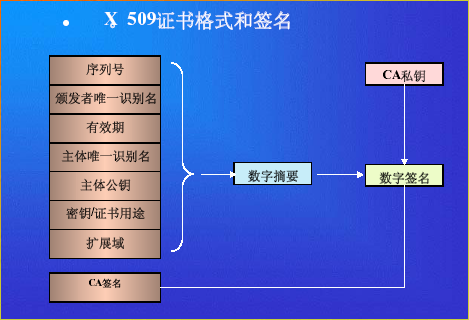 X。509证书格式和签名
序列号
颁发者唯一识别名
有效期
主体唯一识别名
主体公钥
密钥/证书用途
扩展域
CA签名
数字摘要
CA私钥
数字签名